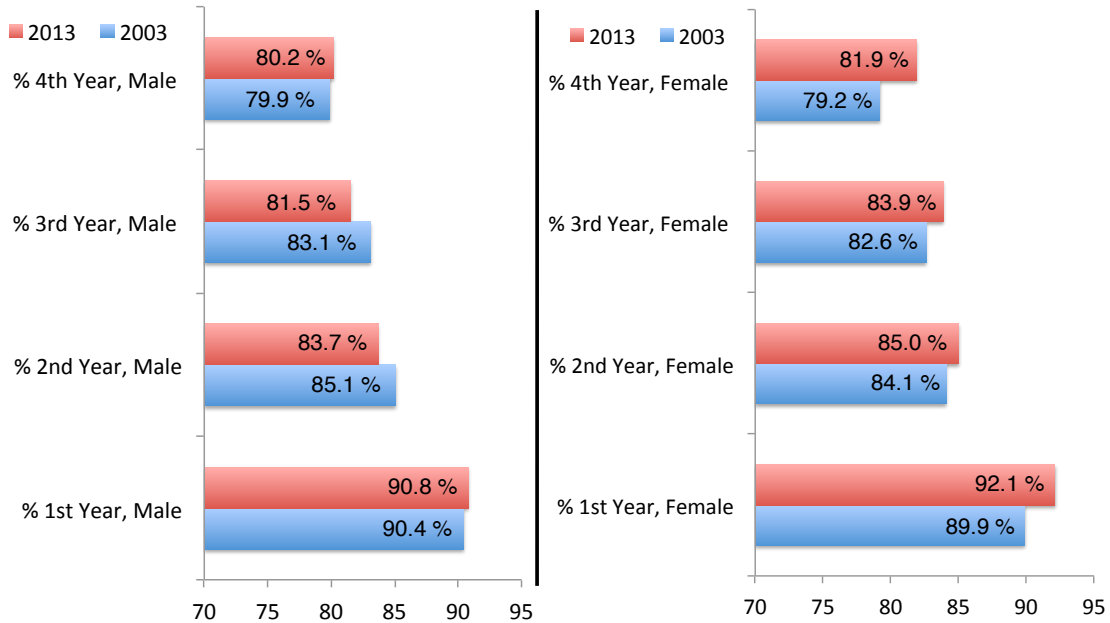 2013 2003
% 4th Year, Male
80.2 %
79.9 %
% 3rd Year, Male
81.5 %
83.1 %
% 2nd Year, Male
83.7 %
85.1 %
% 1st Year, Male
90.8 %
90.4 %
70 75 80 85 90 95
2013 2003
% 4th Year, Female
81.9 %
79.2 %
% 3rd Year, Female
83.9 %
82.6 %
% 2nd Year, Female
85.0 %
84.1 %
% 1st Year, Female
92.1 %
89.9 %
70 75 80 85 90 95